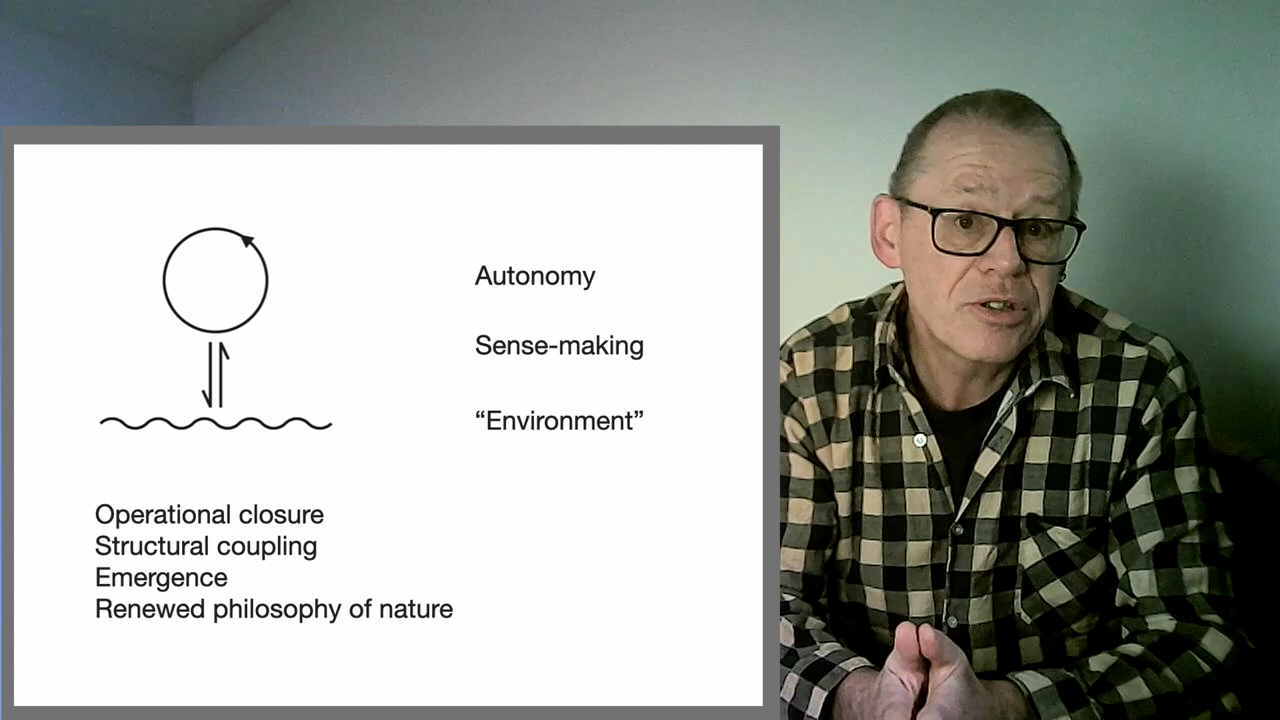 Autonomy
Sense-making
“Environment”
Operational closure
Structural coupling
Emergence
Renewed philosophy of nature